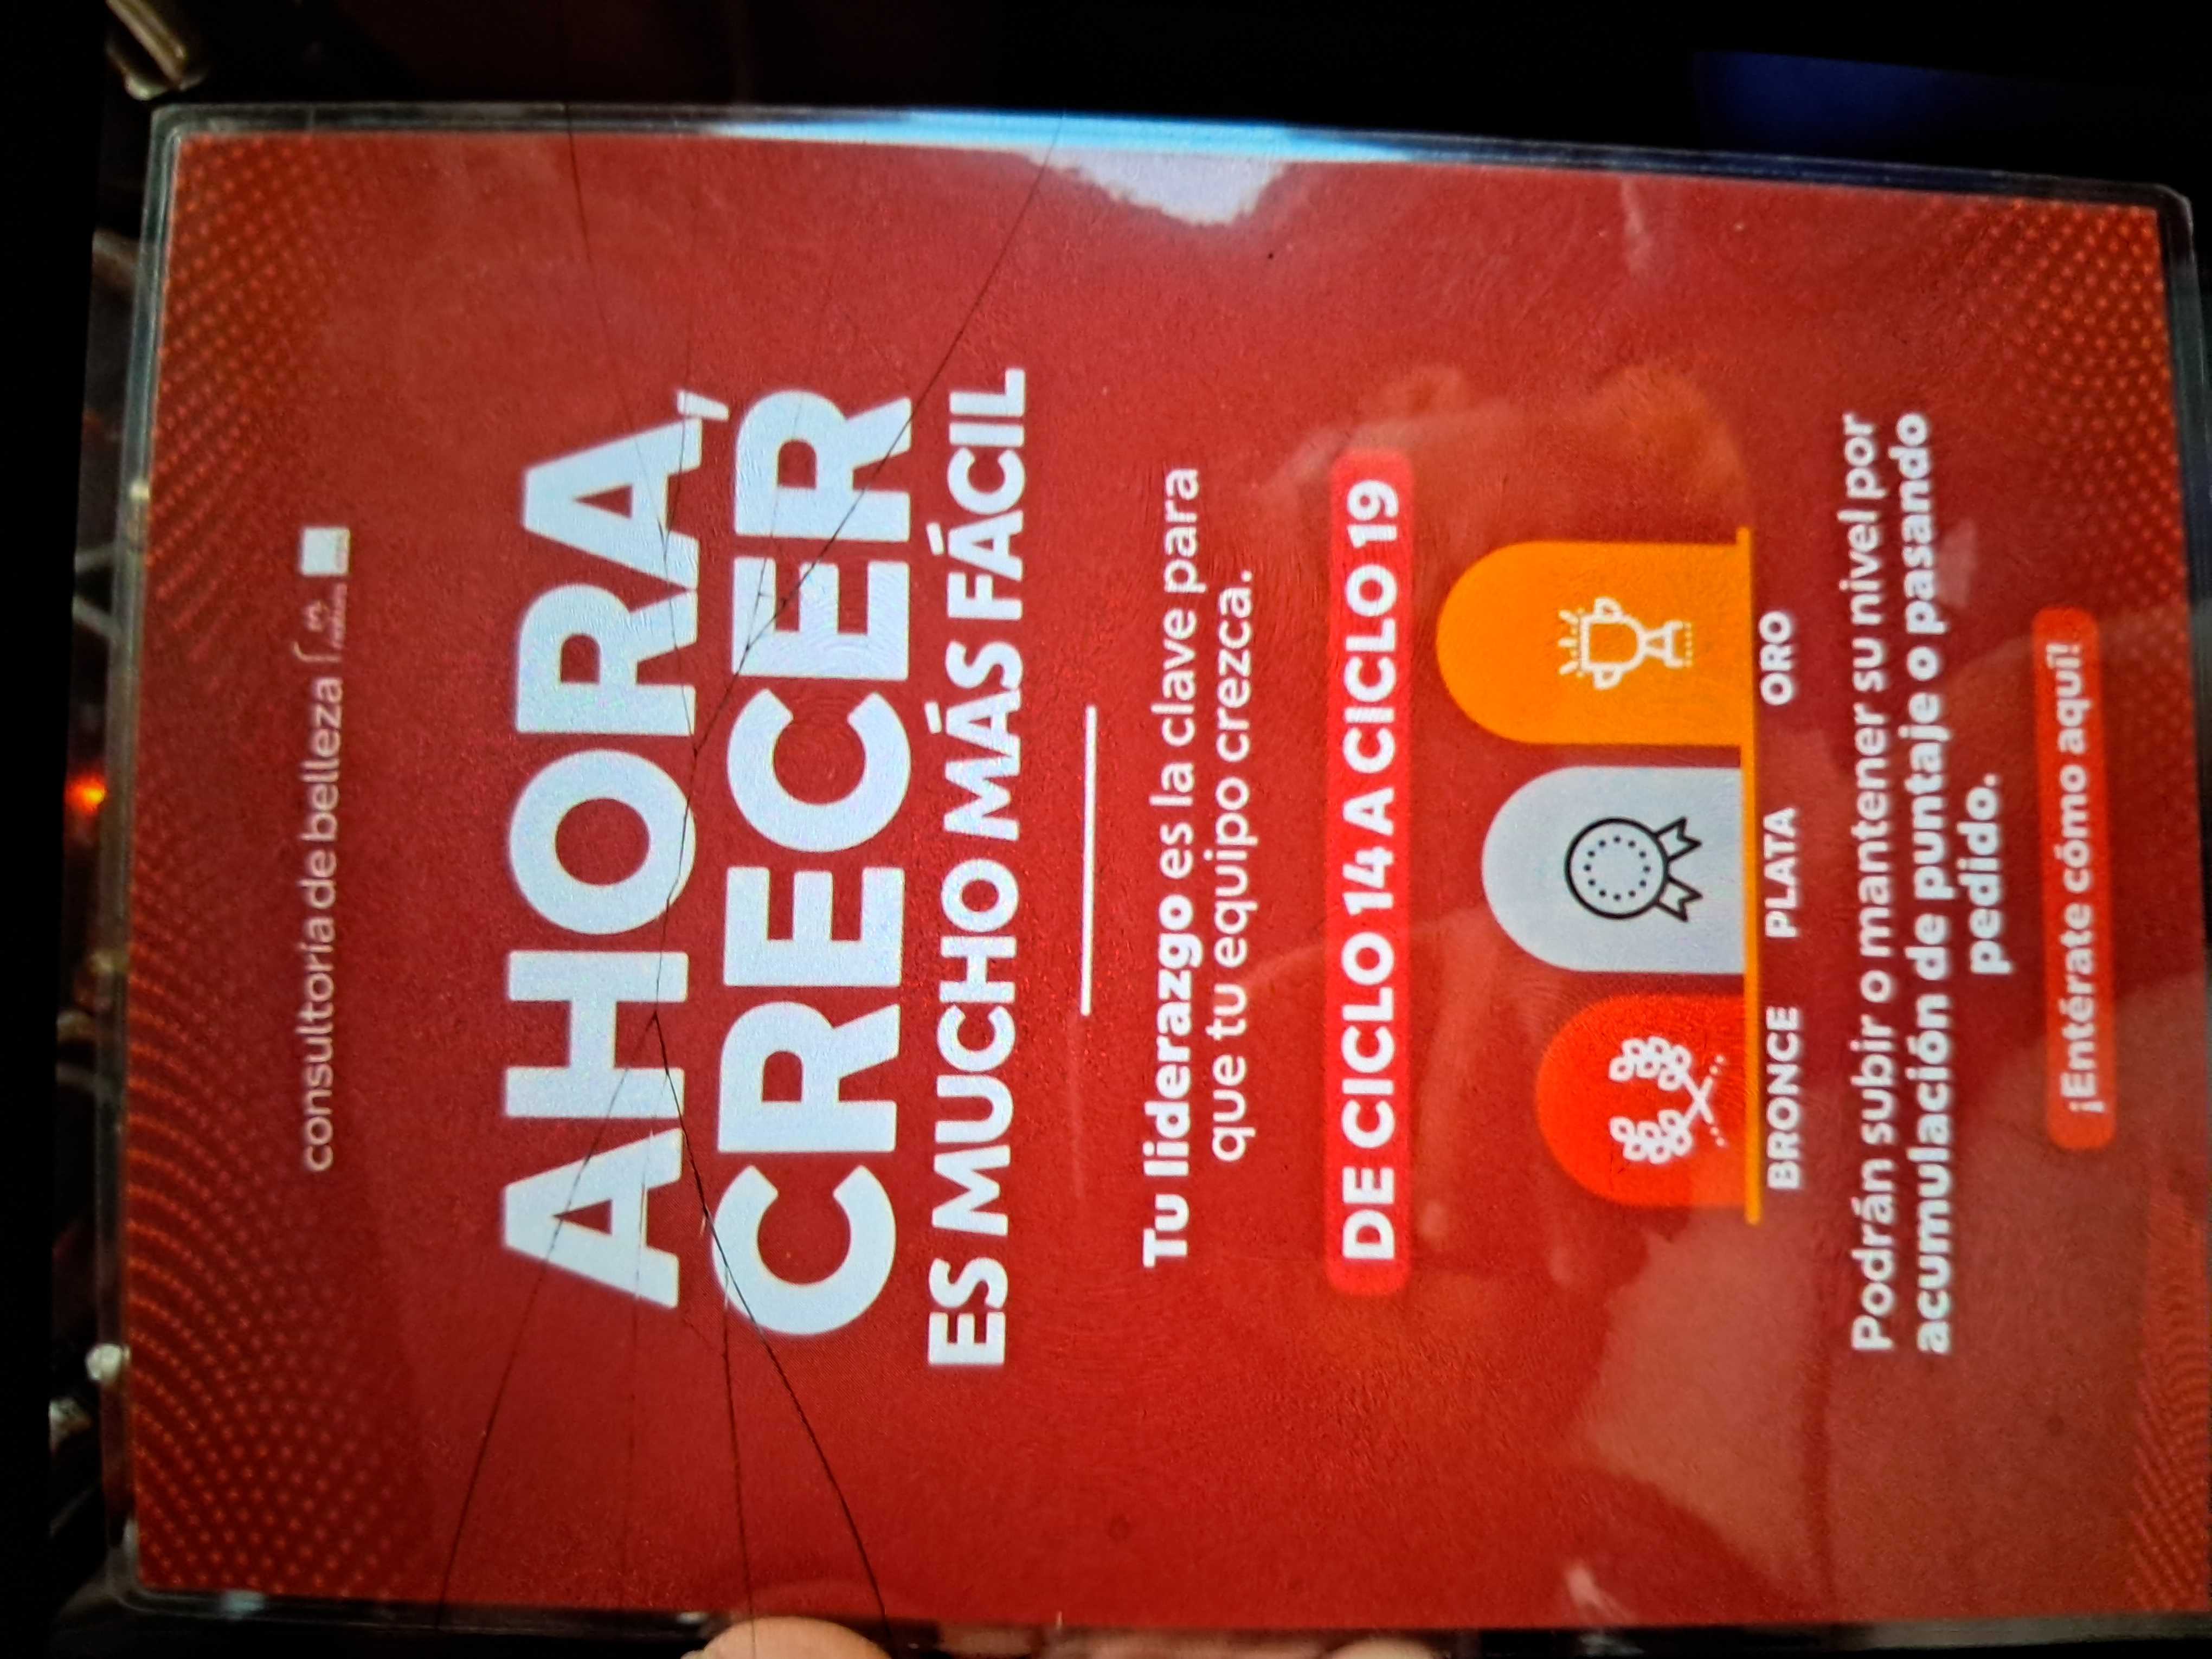 consultoría de belleza
natura
AHORA,
CRECER
ES MUCHO MÁS FÁCIL
Tu liderazgo es la clave para
que tu equipo crezca.
DE CICLO 14 A CICLO 19
BRONCE PLATA ORO
Podrán subir o mantener su nivel por
acumulación de puntaje o pasando
pedido.
¡Entérate cómo aquí!